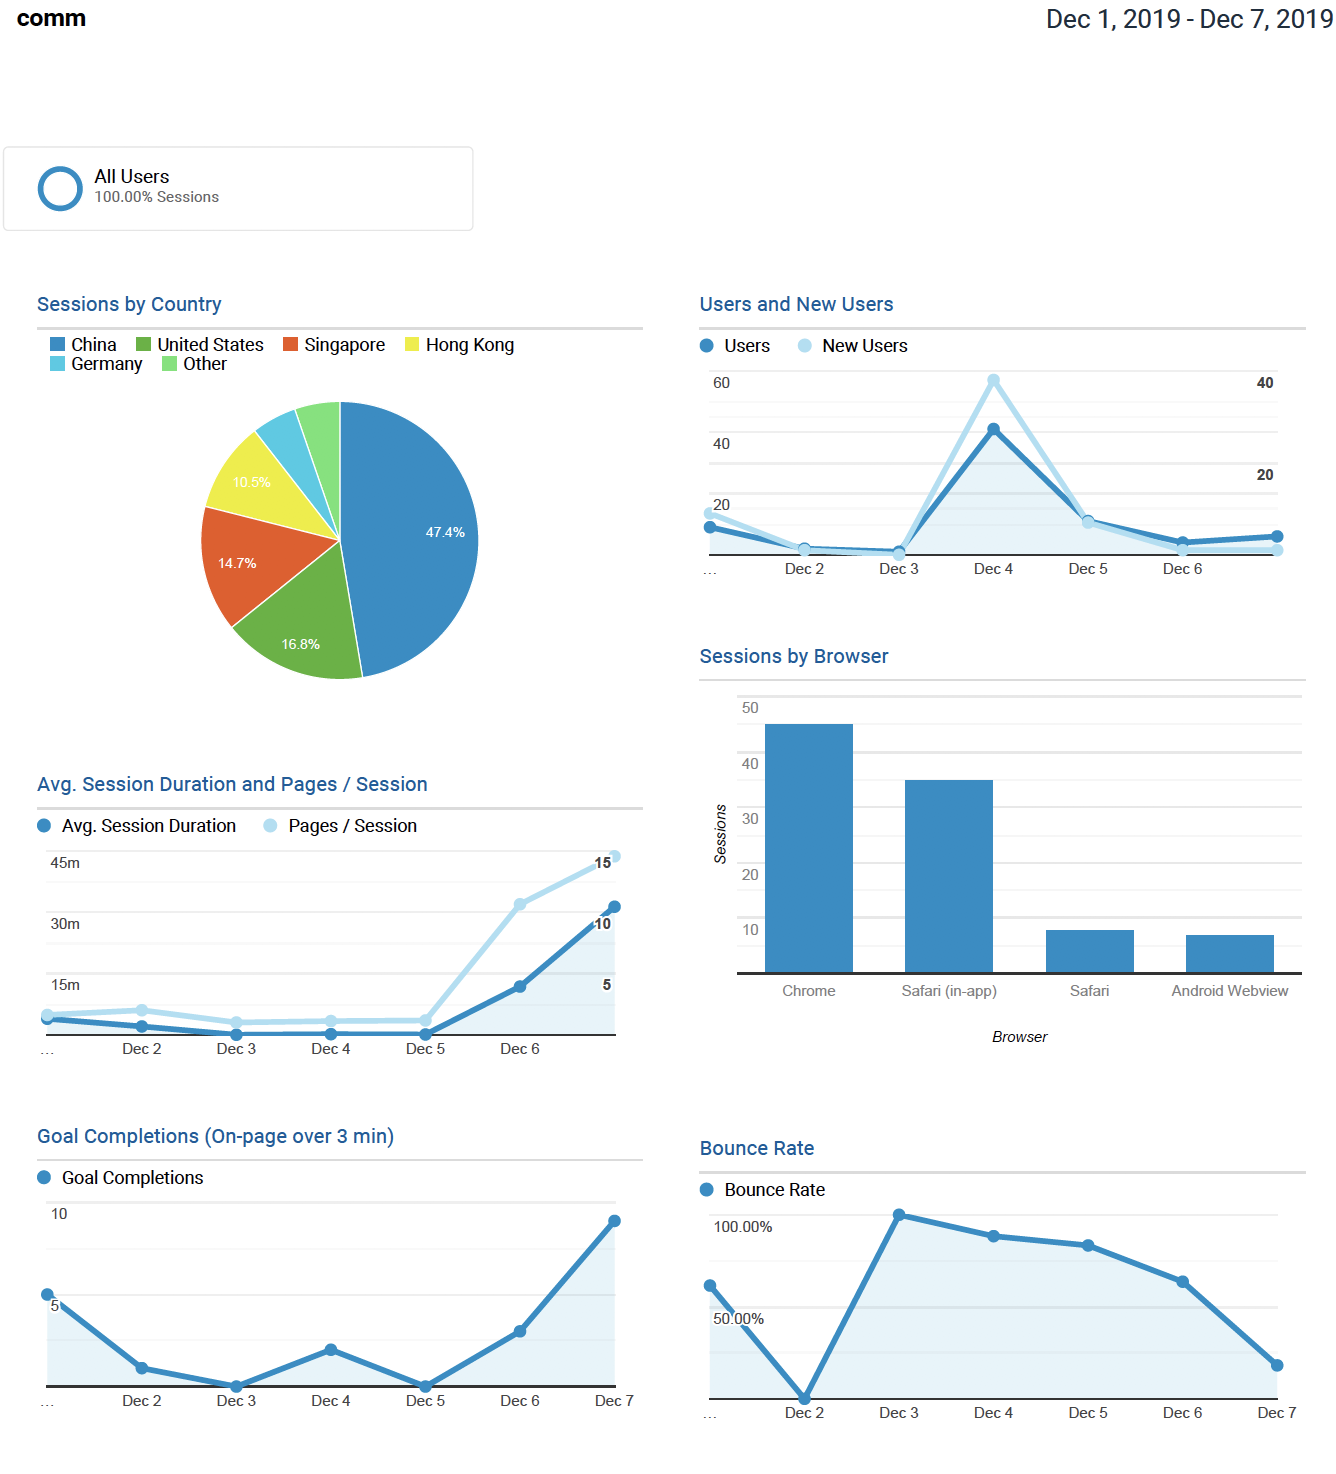 comm
Dec 1, 2019 - Dec 7, 2019
All Users
100.00% Sessions
Sessions by Country
China United States Singapore Hong Kong
Germany Other
47.4%
16.8%
14.7%
10.5%
Users and New Users
Users New Users
60 40
40
20
20
... Dec 2 Dec 3 Dec 4 Dec 5 Dec 6
Sessions by Browser
50
40
30
20
10
Sessions
Chrome Safari (in-app) Safari Android Webview
Browser
Avg. Session Duration and Pages / Session
Avg. Session Duration Pages / Session
45m 15
30m 10
15m 5
... Dec 2 Dec 3 Dec 4 Dec 5 Dec 6
Goal Completions (On-page over 3 min)
Goal Completions
10
5
... Dec 2 Dec 3 Dec 4 Dec 5 Dec 6 Dec 7
Bounce Rate
Bounce Rate
100.00%
50.00%
... Dec 2 Dec 3 Dec 4 Dec 5 Dec 6 Dec 7